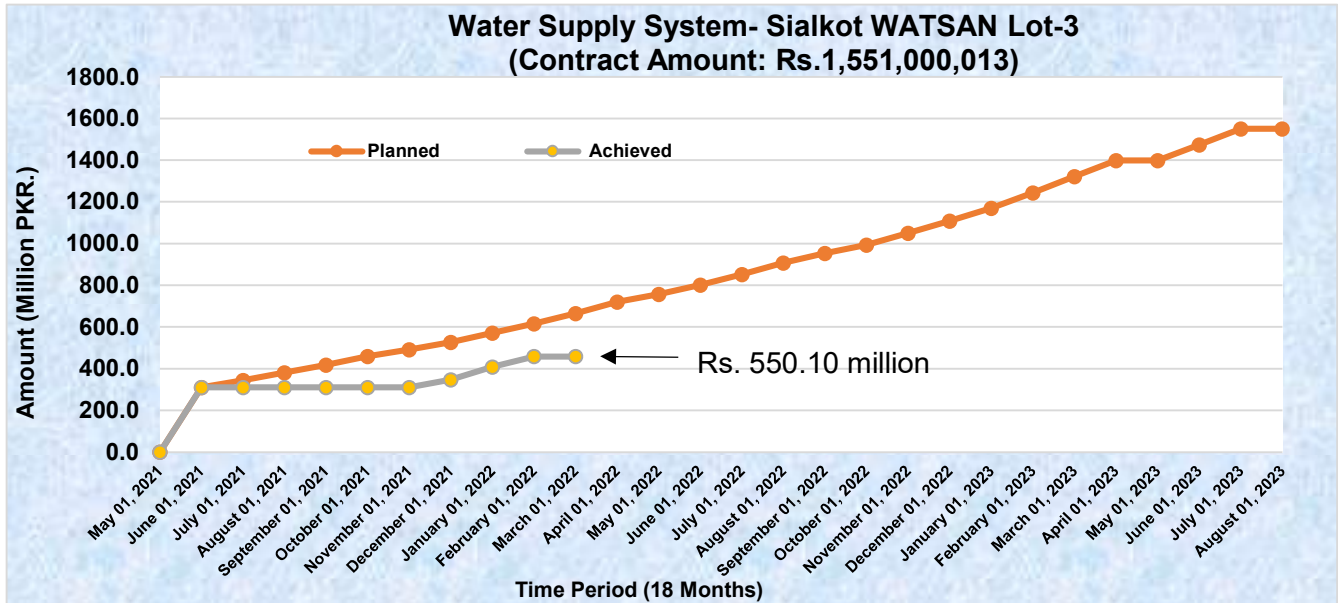 Water Supply System- Sialkot WATSAN Lot-3
(Contract Amount: Rs.1,551,000,013)
Amount (Million PKR.)
1800.0
1600.0
1400.0
1200.0
1000.0
800.0
600.0
400.0
200.0
0.0
Planned
Achieved
Rs. 550.10 million
May 01, 2021
June 01, 2021
July 01, 2021
August 01, 2021
September 01, 2021
October 01, 2021
November 01, 2021
December 01, 2021
January 01, 2022
February 01, 2022
March 01, 2022
April 01, 2022
May 01, 2022
June 01, 2022
July 01, 2022
August 01, 2022
September 01, 2022
October 01, 2022
November 01, 2022
December 01, 2022
January 01, 2023
February 01, 2023
March 01, 2023
April 01, 2023
May 01, 2023
June 01, 2023
July 01, 2023
August 01, 2023
Time Period (18 Months)